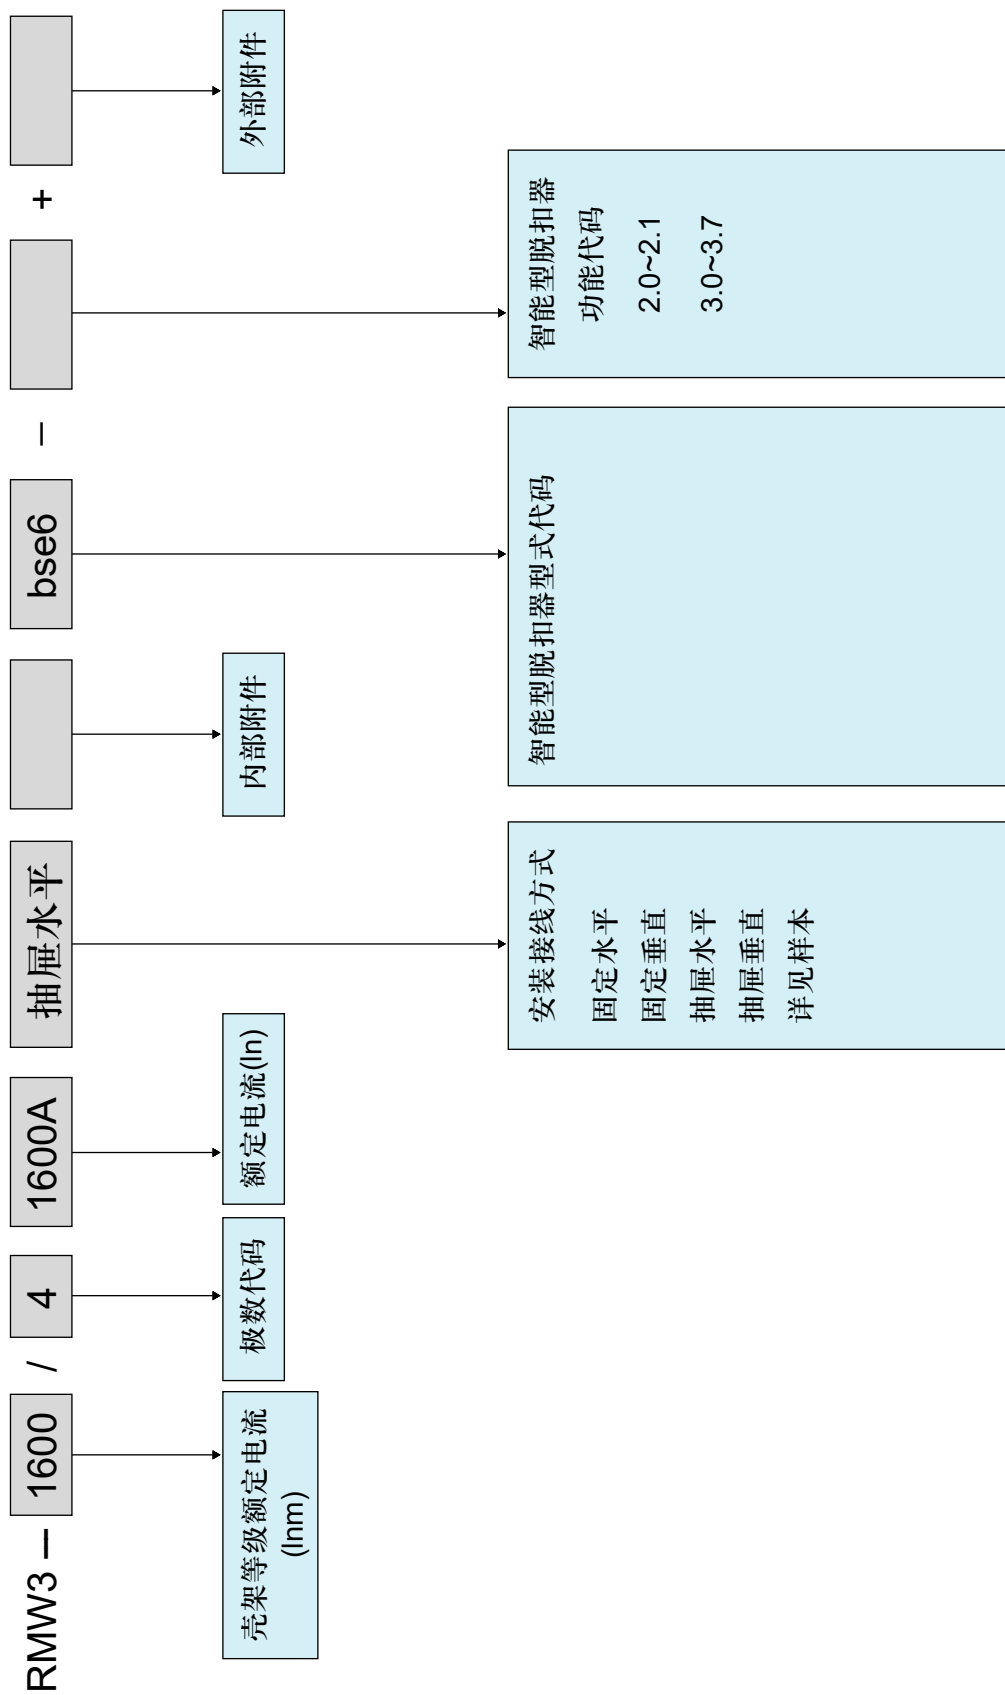 RMW3 — 1600 / 4 1600A 抽屉水平 bse6 — +
壳架等级额定电流
(Inm)
极数代码
额定电流(In)
内部附件
外部附件
安装接线方式
固定水平
固定垂直
抽屉水平
抽屉垂直
详见样本
智能型脱扣器型式代码
智能型脱扣器
功能代码
2.0~2.1
3.0~3.7